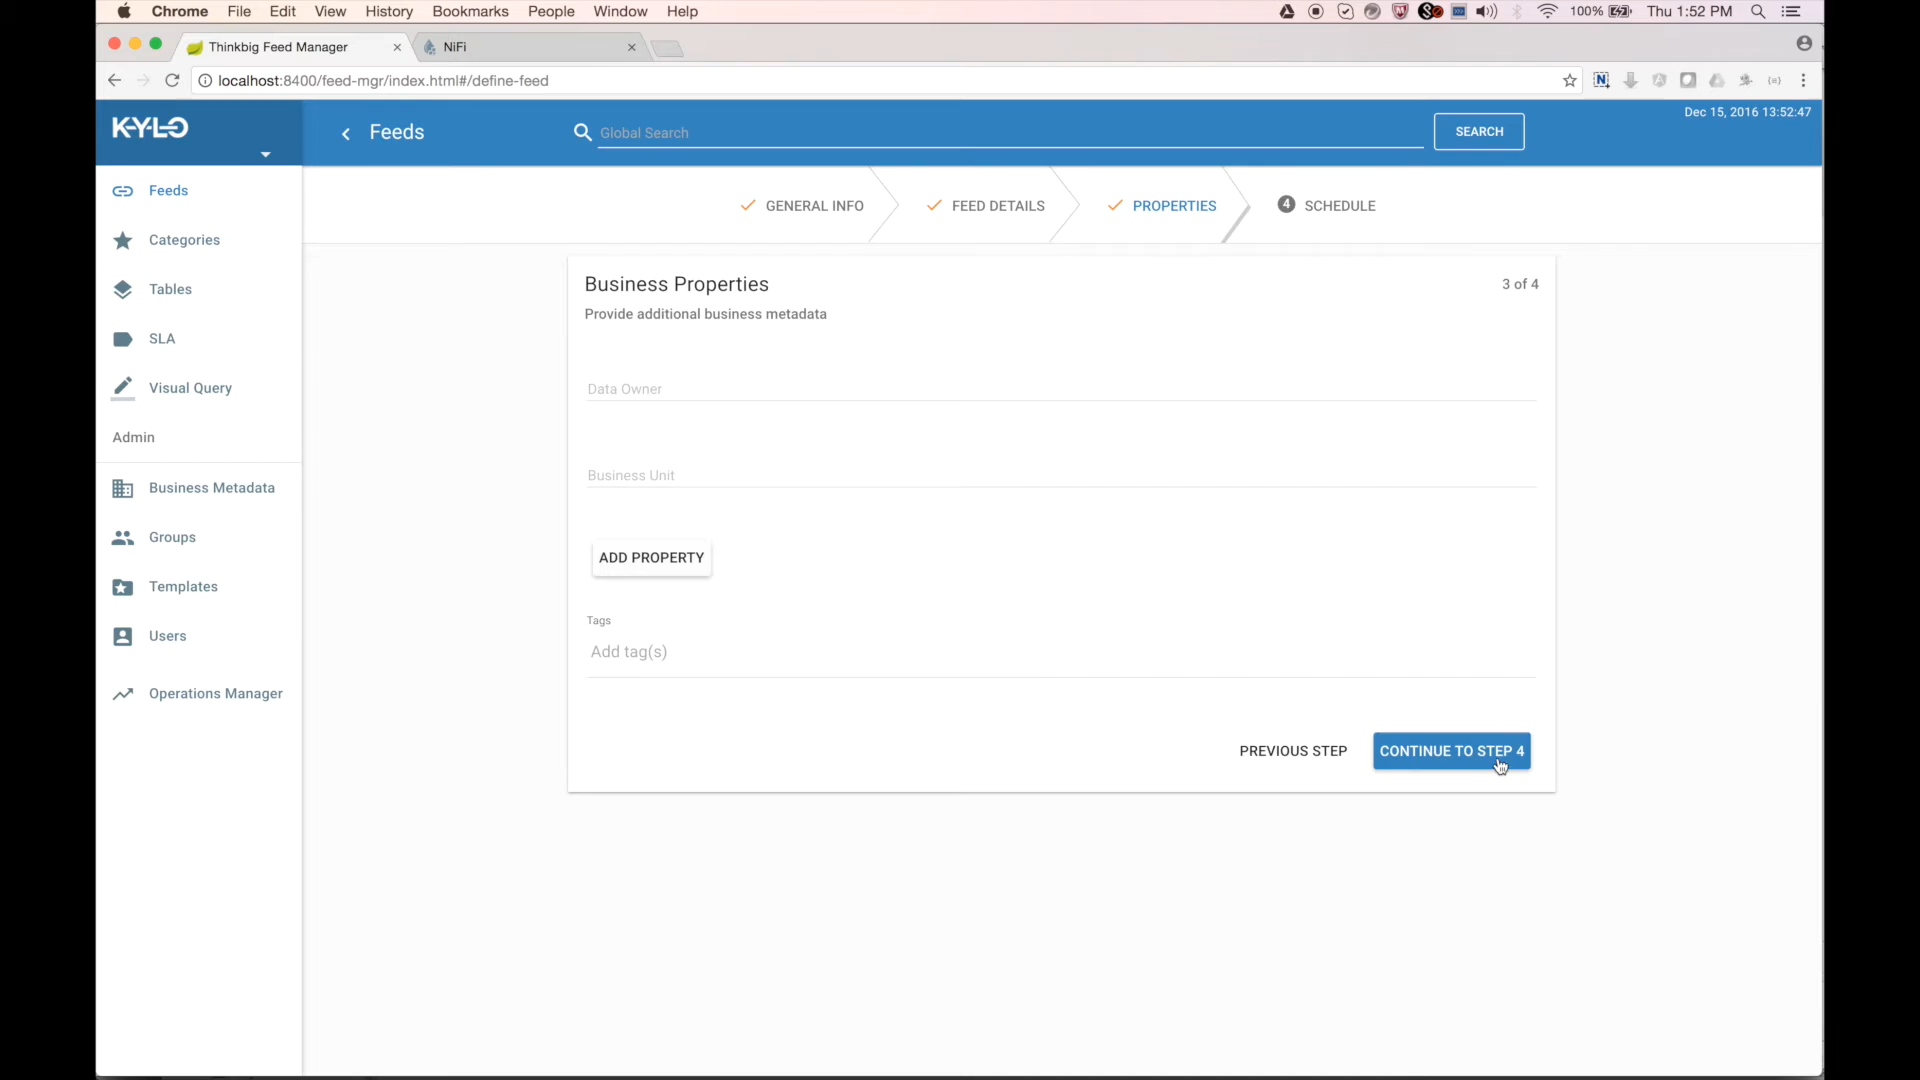 Chrome File Edit View History Bookmarks People Window Help 100% Thu 1:52 PM
Thinkbig Feed Manager NiFi
localhost:8400/feed-mgr/index.html#/define-feed
KYLO
Feeds
Global Search
SEARCH
Dec 15, 2016 13:52:47
Feeds
Categories
Tables
SLA
Visual Query
Admin
Business Metadata
Groups
Templates
Users
Operations Manager
GENERAL INFO FEED DETAILS PROPERTIES 4 SCHEDULE
Business Properties 3 of 4
Provide additional business metadata
Data Owner
Business Unit
ADD PROPERTY
Tags
Add tag(s)
PREVIOUS STEP CONTINUE TO STEP 4